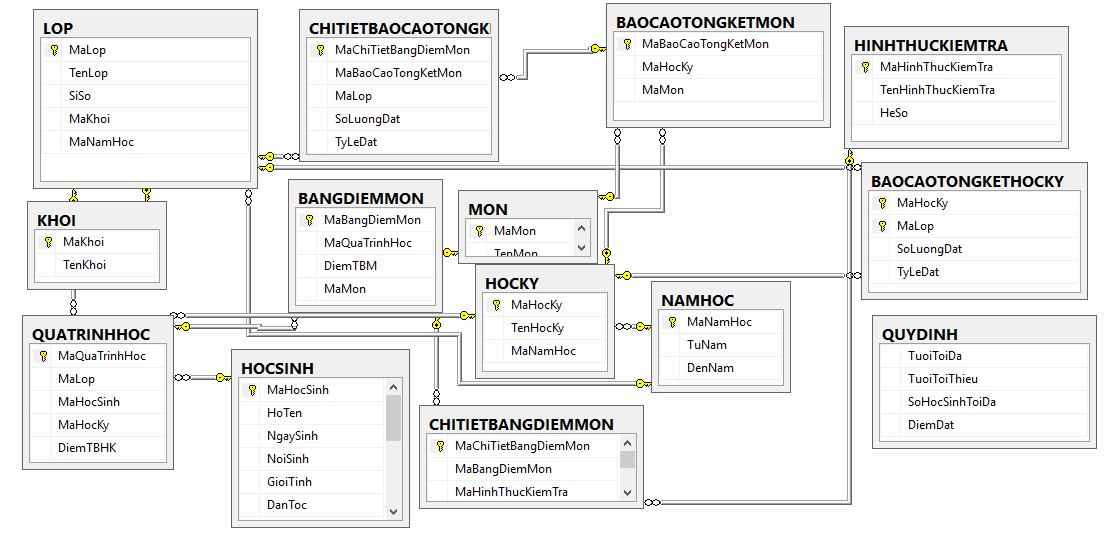 LOP
MaLop
TenLop
SiSo
MaKhoi
MaNamHoc
CHITIETBAOCAOTONGK
MaChiTietBangDiemMon
MaBaoCaoTongKetMon
MaLop
SoLuongDat
TyLeDat
BAOCAOTONGKETMON
MaBaoCaoTongKetMon
MaHocKy
MaMon
HINHTHUCKIEMTRA
MaHinhThucKiemTra
TenHinhThucKiemTra
HeSo
BAOCAOTONGKETHOCKY
MaHocKy
MaLop
SoLuongDat
TyLeDat
KHOI
MaKhoi
TenKhoi
BANGDIEMMON
MaBangDiemMon
MaQuaTrinhHoc
DiemTBM
MaMon
MON
MaMon
TenMon
HOCKY
MaHocKy
TenHocKy
MaNamHoc
NAMHOC
MaNamHoc
TuNam
DenNam
QUATRINHHOC
MaQuaTrinhHoc
MaLop
MaHocSinh
MaHocKy
DiemTBHK
HOCSINH
MaHocSinh
HoTen
NgaySinh
NoiSinh
GioiTinh
DanToc
CHITIETBANGDIEMMON
MaChiTietBangDiemMon
MaBangDiemMon
MaHinhThucKiemTra
QUYDINH
TuoiToiDa
TuoiToiThieu
SoHocSinhToiDa
DiemDat